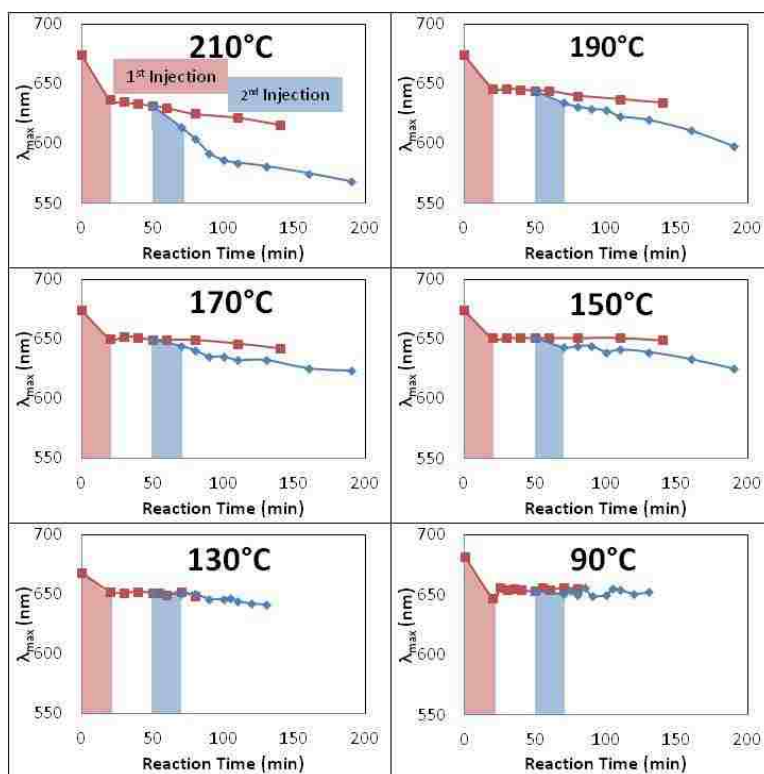 210°C
1st Injection
2nd Injection
700
650
600
550
λmax (nm)
0 50 100 150 200
Reaction Time (min)
190°C
700
650
600
550
λmax (nm)
0 50 100 150 200
Reaction Time (min)
170°C
700
650
600
550
λmax (nm)
0 50 100 150 200
Reaction Time (min)
150°C
700
650
600
550
λmax (nm)
0 50 100 150 200
Reaction Time (min)
130°C
700
650
600
550
λmax (nm)
0 50 100 150 200
Reaction Time (min)
90°C
700
650
600
550
λmax (nm)
0 50 100 150 200
Reaction Time (min)